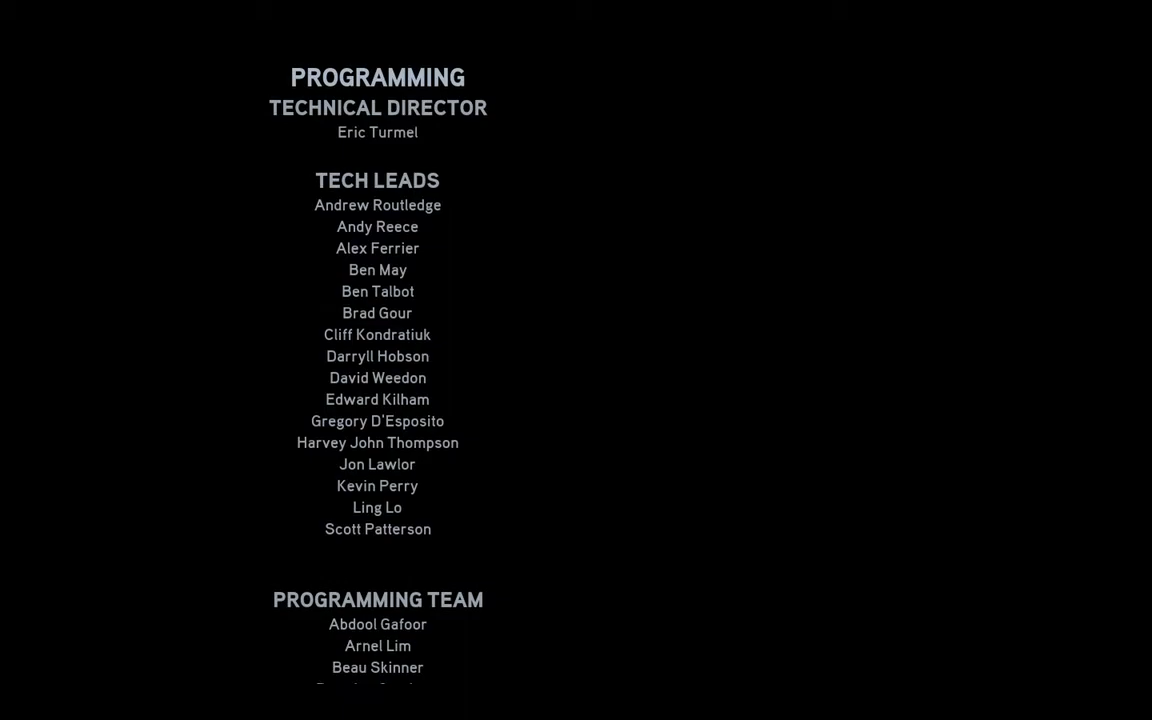 PROGRAMMING
TECHNICAL DIRECTOR
Eric Turmel
TECH LEADS
Andrew Routledge
Andy Reece
Alex Ferrier
Ben May
Ben Talbot
Brad Gour
Cliff Kondratiuk
Darryll Hobson
David Weedon
Edward Kilham
Gregory D'Esposito
Harvey John Thompson
Jon Lawlor
Kevin Perry
Ling Lo
Scott Patterson
PROGRAMMING TEAM
Abdool Gafoor
Arnel Lim
Beau Skinner